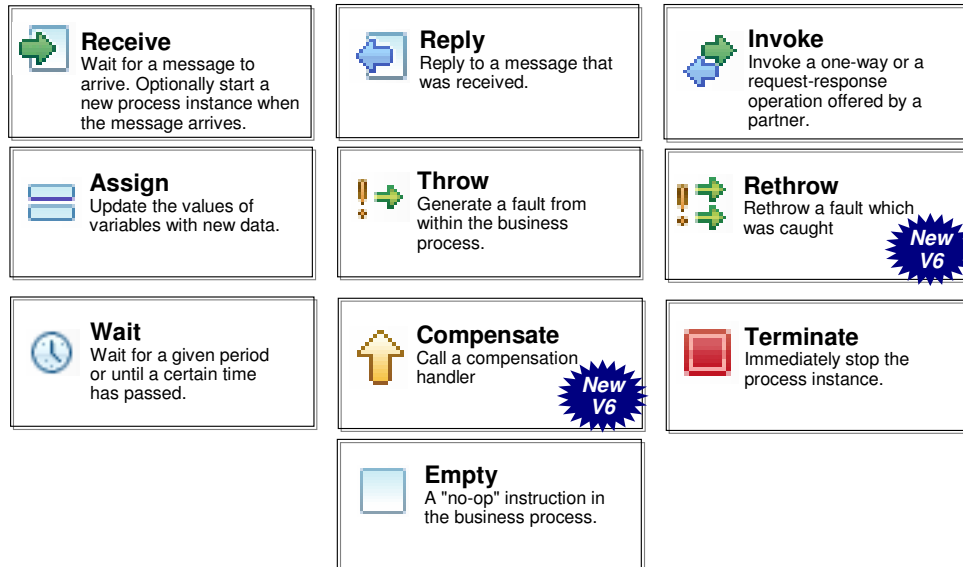 Receive
Wait for a message to
arrive. Optionally start a
new process instance when
the message arrives.
Reply
Reply to a message that
was received.
Invoke
Invoke a one-way or a
request-response
operation offered by a
partner.
Assign
Update the values of
variables with new data.
Throw
Generate a fault from
within the business
process.
Rethrow
Rethrow a fault which
was caught
New
V6
Wait
Wait for a given period
or until a certain time
has passed.
Compensate
Call a compensation
handler
New
V6
Terminate
Immediately stop the
process instance.
Empty
A "no-op" instruction in
the business process.